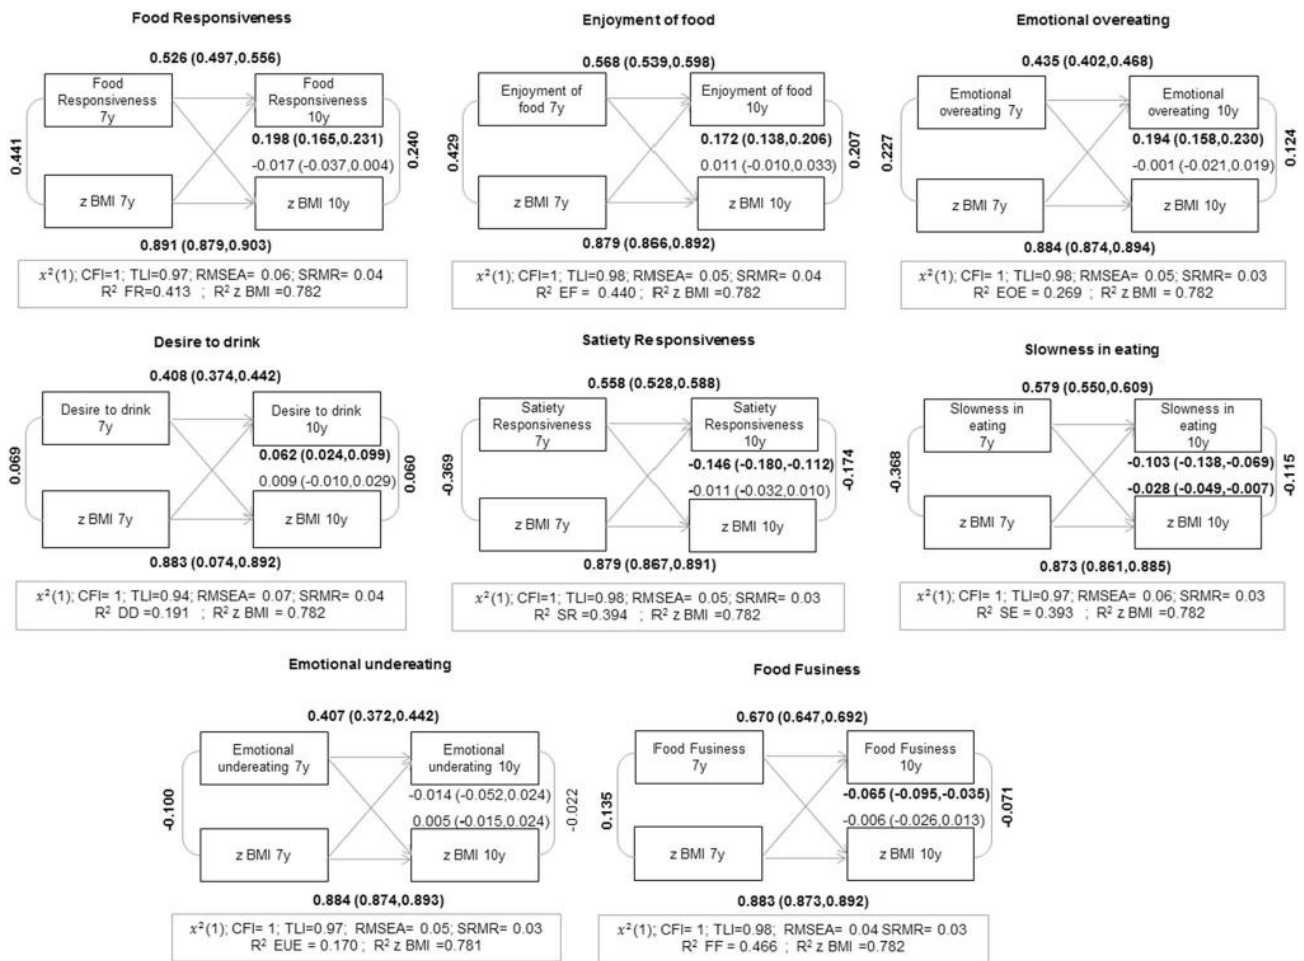 Food Responsiveness
0.526 (0.497,0.556)
Food
Responsiveness
7y
Food
Responsiveness
10y
0.441
0.198 (0.165,0.231)
-0.017 (-0.037,0.004)
0.240
z BMI 7y
z BMI 10y
0.891 (0.879,0.903)
x²(1); CFI=1; TLI=0.97; RMSEA= 0.06; SRMR= 0.04
R² FR=0.413 ; R² z BMI =0.782
Enjoyment of food
0.568 (0.539,0.598)
Enjoyment of
food 7y
Enjoyment of food
10y
0.429
0.172 (0.138,0.206)
0.011 (-0.010,0.033)
0.207
z BMI 7y
z BMI 10y
0.879 (0.866,0.892)
x²(1); CFI=1; TLI=0.98; RMSEA= 0.05; SRMR= 0.04
R² EF = 0.440 ; R² z BMI =0.782
Emotional overeating
0.435 (0.402,0.468)
Emotional
overeating 7y
Emotional
overeating 10y
0.227
0.194 (0.158,0.230)
-0.001 (-0.021,0.019)
0.124
z BMI 7y
z BMI 10y
0.884 (0.874,0.894)
x²(1); CFI= 1; TLI=0.98; RMSEA= 0.05; SRMR= 0.03
R² EOE = 0.269 ; R² z BMI = 0.782
Desire to drink
0.408 (0.374,0.442)
Desire to drink
7y
Desire to drink
10y
0.069
0.062 (0.024,0.099)
0.009 (-0.010,0.029)
0.060
z BMI 7y
z BMI 10y
0.883 (0.074,0.892)
x²(1); CFI= 1; TLI=0.94; RMSEA= 0.07; SRMR= 0.04
R² DD =0.191 ; R² z BMI =0.782
Satiety Responsiveness
0.558 (0.528,0.588)
Satiety
Responsiveness
7y
Satiety
Responsiveness
10y
-0.369
-0.146 (-0.180,-0.112)
-0.011 (-0.032,0.010)
-0.174
z BMI 7y
z BMI 10y
0.879 (0.867,0.891)
x²(1); CFI=1; TLI=0.98; RMSEA= 0.05; SRMR= 0.03
R² SR =0.394 ; R² z BMI =0.782
Slowness in eating
0.579 (0.550,0.609)
Slowness in
eating
7y
Slowness in
eating
10y
-0.368
-0.103 (-0.138,-0.069)
-0.028 (-0.049,-0.007)
-0.115
z BMI 7y
z BMI 10y
0.873 (0.861,0.885)
x²(1); CFI= 1; TLI=0.97; RMSEA= 0.06; SRMR= 0.03
R² SE = 0.393 ; R² z BMI = 0.782
Emotional undereating
0.407 (0.372,0.442)
Emotional
undereating 7y
Emotional
underating 10y
-0.100
-0.014 (-0.052,0.024)
0.005 (-0.015,0.024)
-0.022
z BMI 7y
z BMI 10y
0.884 (0.874,0.893)
x²(1); CFI= 1; TLI=0.97; RMSEA= 0.05; SRMR= 0.03
R² EUE = 0.170 ; R² z BMI =0.781
Food Fusiness
0.670 (0.647,0.692)
Food Fusiness
7y
Food Fusiness
10y
0.135
-0.065 (-0.095,-0.035)
-0.006 (-0.026,0.013)
-0.071
z BMI 7y
z BMI 10y
0.883 (0.873,0.892)
x²(1); CFI= 1; TLI=0.98; RMSEA= 0.04 SRMR= 0.03
R² FF = 0.466 ; R² z BMI = 0.782